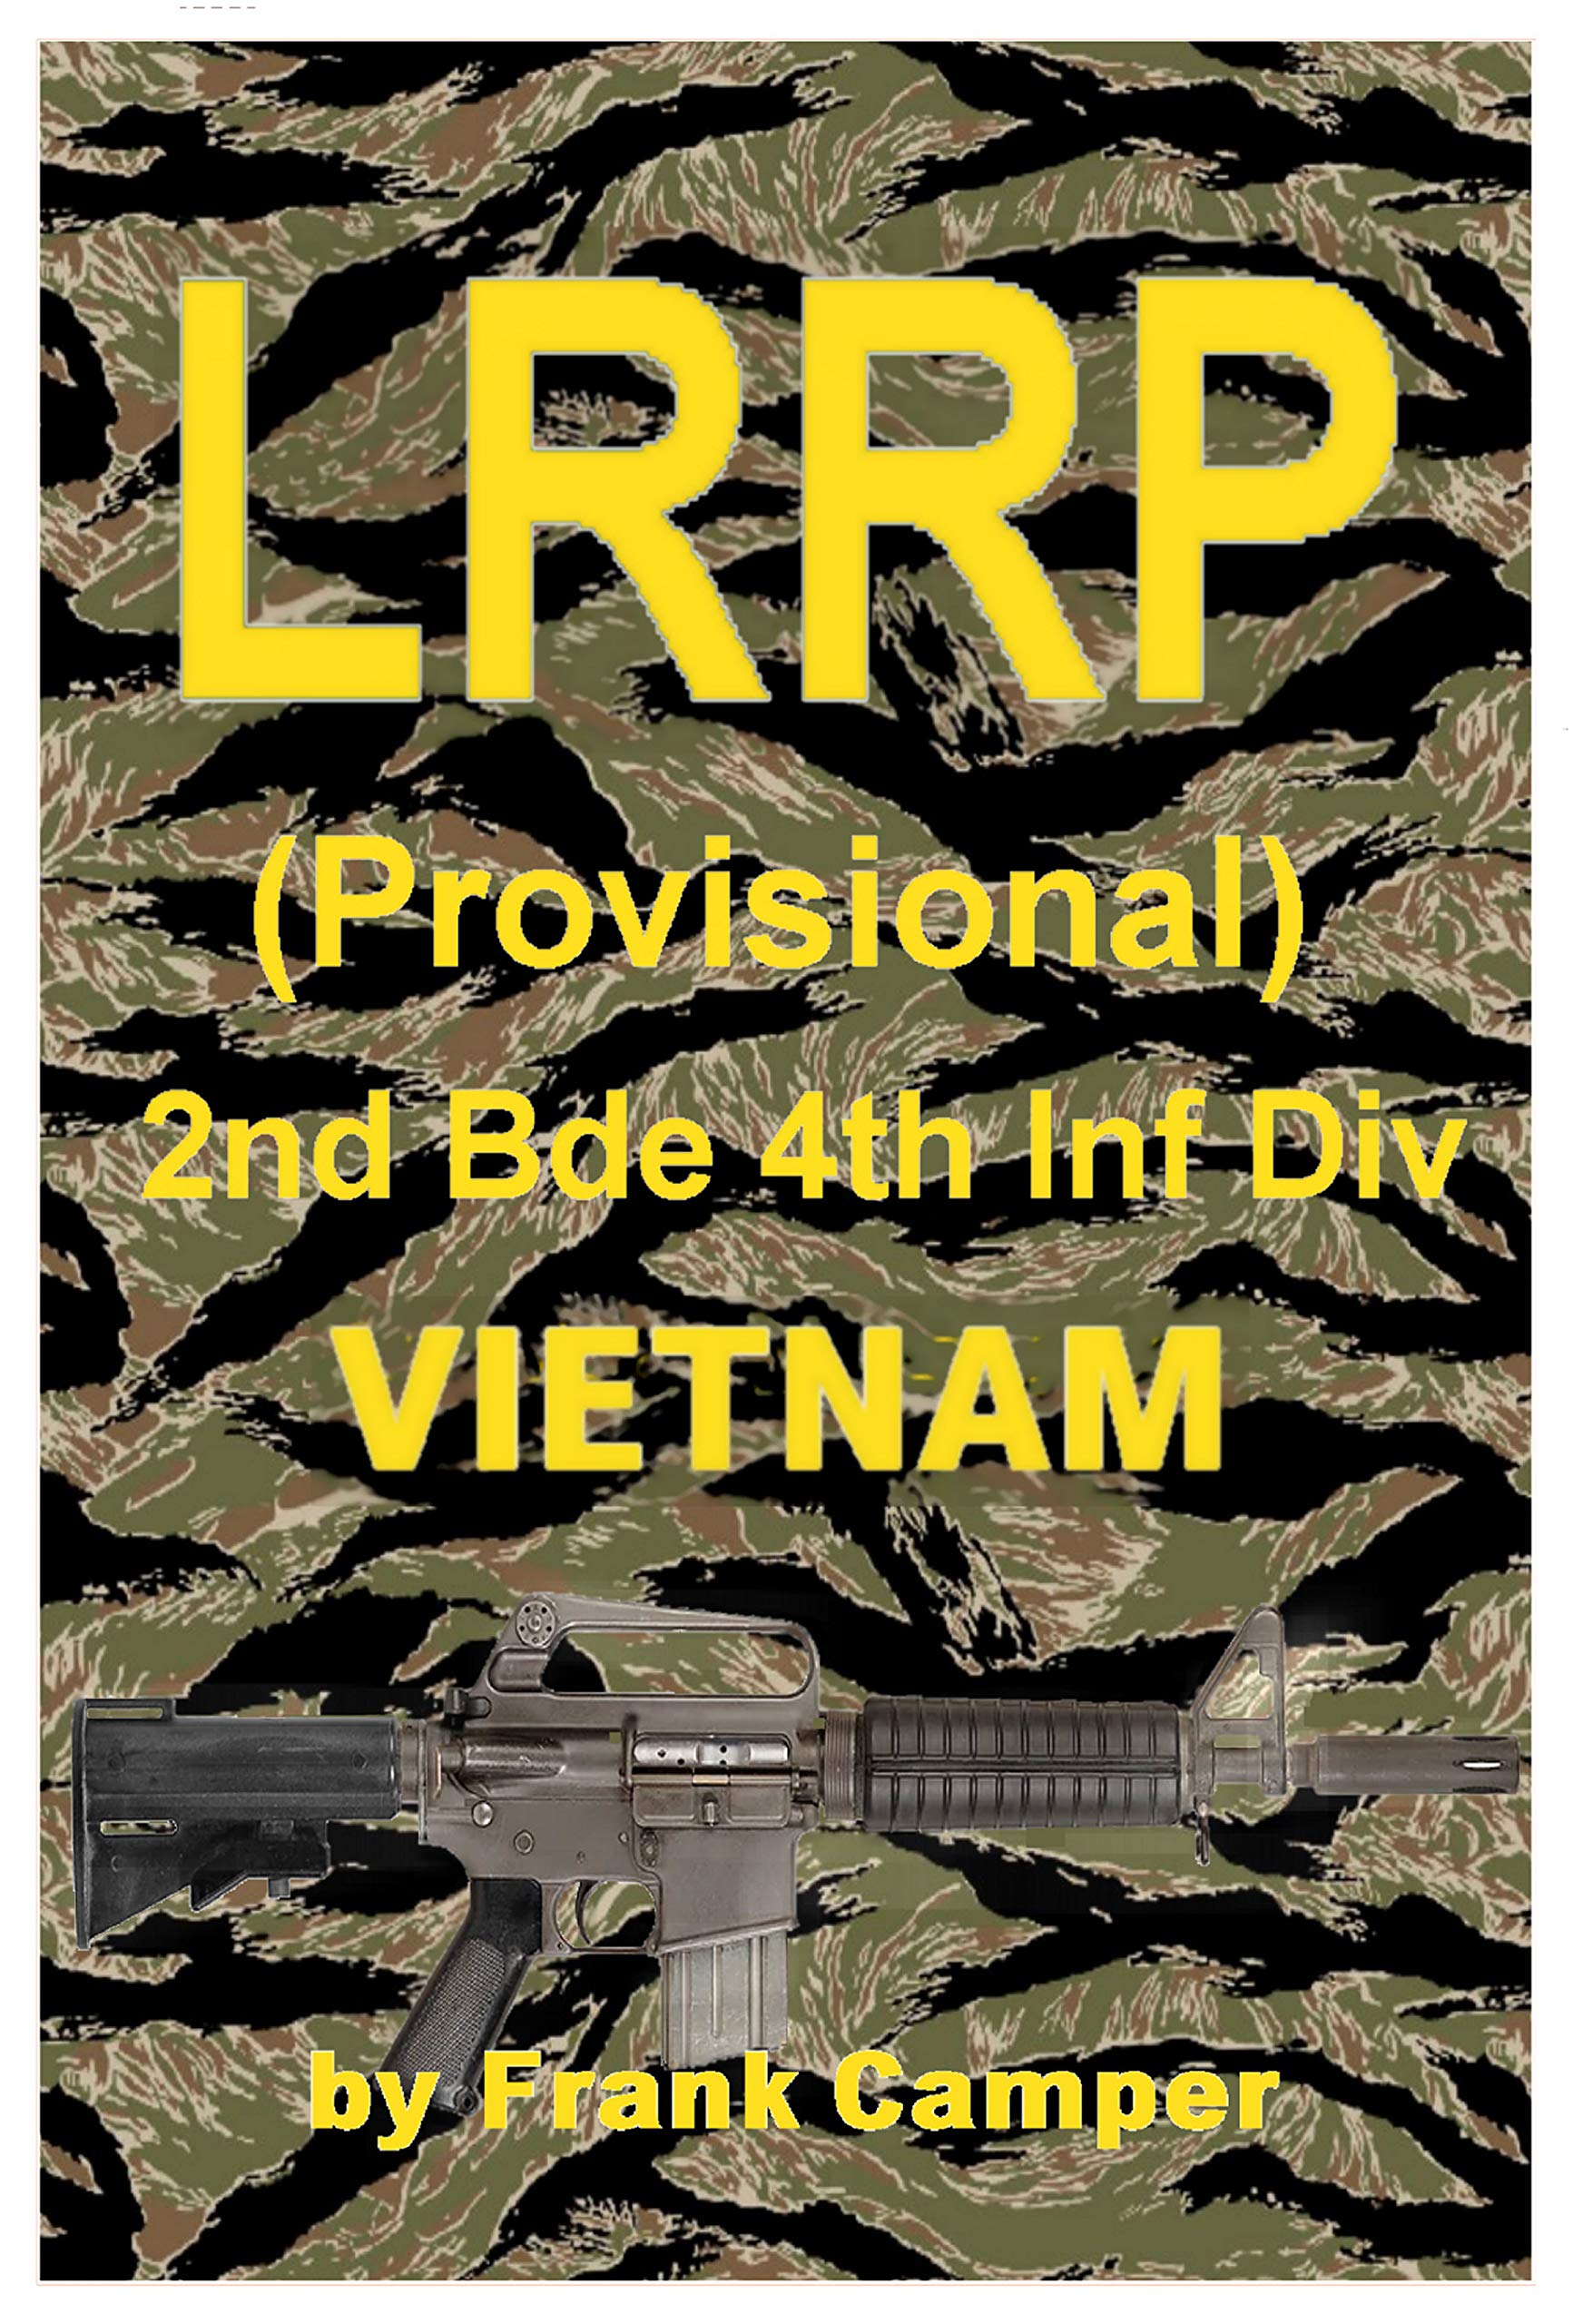 LRRP
(Provisional)
2nd Bde 4th Inf Div
VIETNAM
by Frank Camper